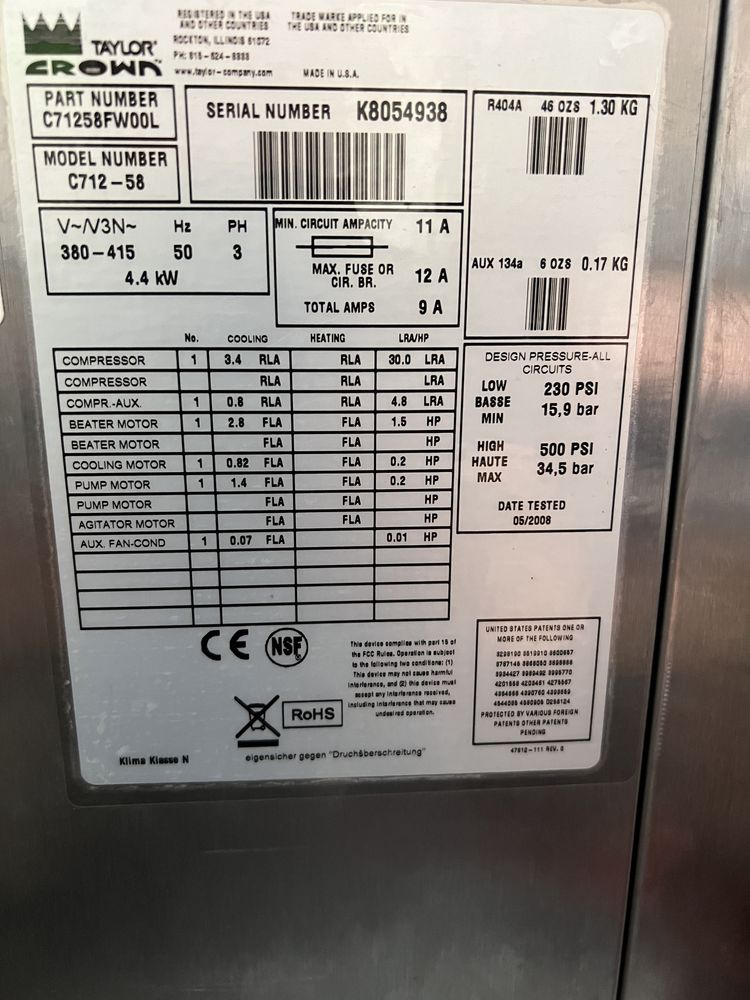 REGISTERED IN THE USA
AND OTHER COUNTRIES
TRADE MARKS APPLIED FOR IN
THE USA AND OTHER COUNTRIES
ROCKTON, ILLINOIS 61072
PH: 815-624-8333
www.taylor-company.com
MADE IN U.S.A.
TAYLOR®
CROWN™
PART NUMBER
C71258FW00L
SERIAL NUMBER K8054938
R404A 46 OZS 1.30 KG
MODEL NUMBER
C712-58
V~/V3N~ Hz PH
380-415 50 3
4.4 kW
MIN. CIRCUIT AMPACITY 11 A
MAX. FUSE OR
CIR. BR. 12 A
TOTAL AMPS 9 A
AUX 134a 6 OZS 0.17 KG
No. COOLING HEATING LRA/HP
COMPRESSOR 1 3.4 RLA RLA 30.0 LRA
COMPRESSOR RLA RLA LRA
COMPR.-AUX. 1 0.8 RLA RLA 4.8 LRA
BEATER MOTOR 1 2.8 FLA FLA 1.5 HP
BEATER MOTOR FLA FLA HP
COOLING MOTOR 1 0.82 FLA FLA 0.2 HP
PUMP MOTOR 1 1.4 FLA FLA 0.2 HP
PUMP MOTOR FLA FLA HP
AGITATOR MOTOR FLA FLA HP
AUX. FAN-COND 1 0.07 FLA 0.01 HP
DESIGN PRESSURE-ALL
CIRCUITS
LOW
BASSE
MIN
230 PSI
15,9 bar
HIGH
HAUTE
MAX
500 PSI
34,5 bar
DATE TESTED
05/2008
CE
NSF
RoHS
This device complies with part 15 of
the FCC Rules. Operation is subject
to the following two conditions: (1)
This device may not cause harmful
interference, and (2) this device must
accept any interference received,
including interference that may cause
undesired operation.
UNITED STATES PATENTS ONE OR
MORE OF THE FOLLOWING
PROTECTED BY VARIOUS FOREIGN
PATENTS OTHER PATENTS
PENDING
47812-111 REV. 0
Klima Klasse N
eigensicher gegen "Druchšberschreitung"